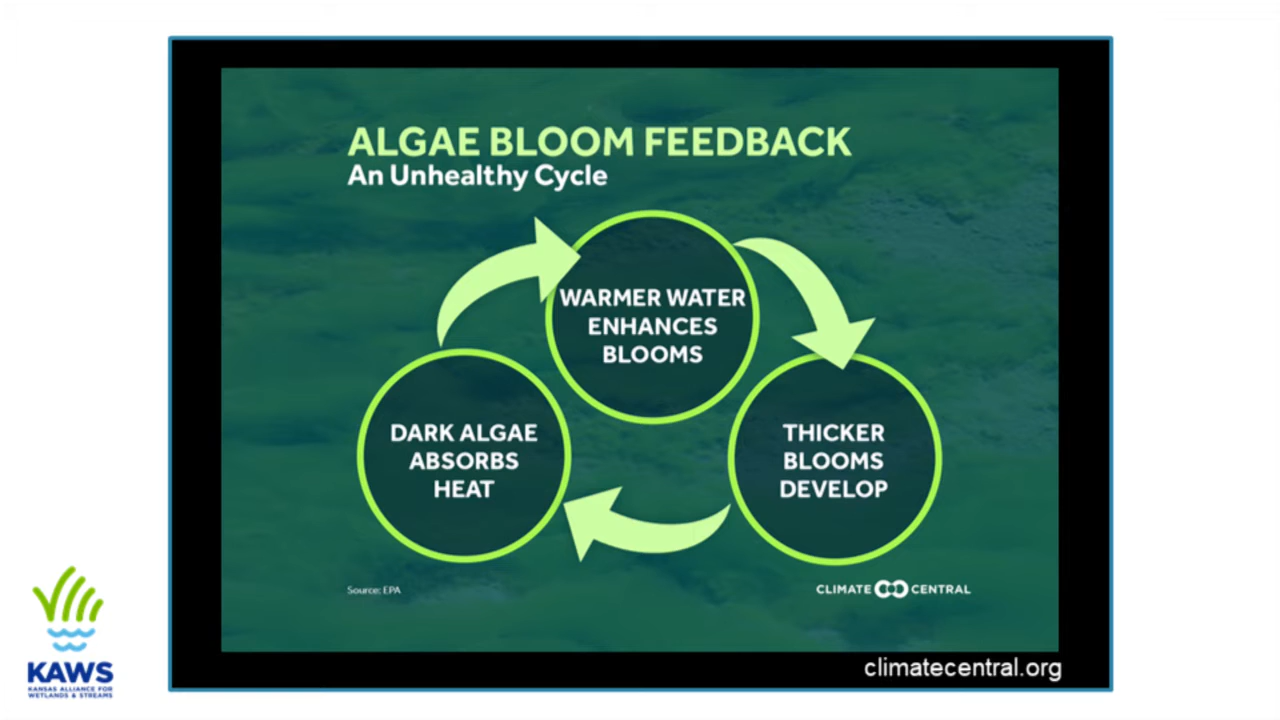 ALGAE BLOOM FEEDBACK
An Unhealthy Cycle
WARMER WATER
ENHANCES
BLOOMS
DARK ALGAE
ABSORBS
HEAT
THICKER
BLOOMS
DEVELOP
Source: EPA
CLIMATE CENTRAL
climatecentral.org
KAWS
KANSAS ALLIANCE FOR
WETLANDS & STREAMS